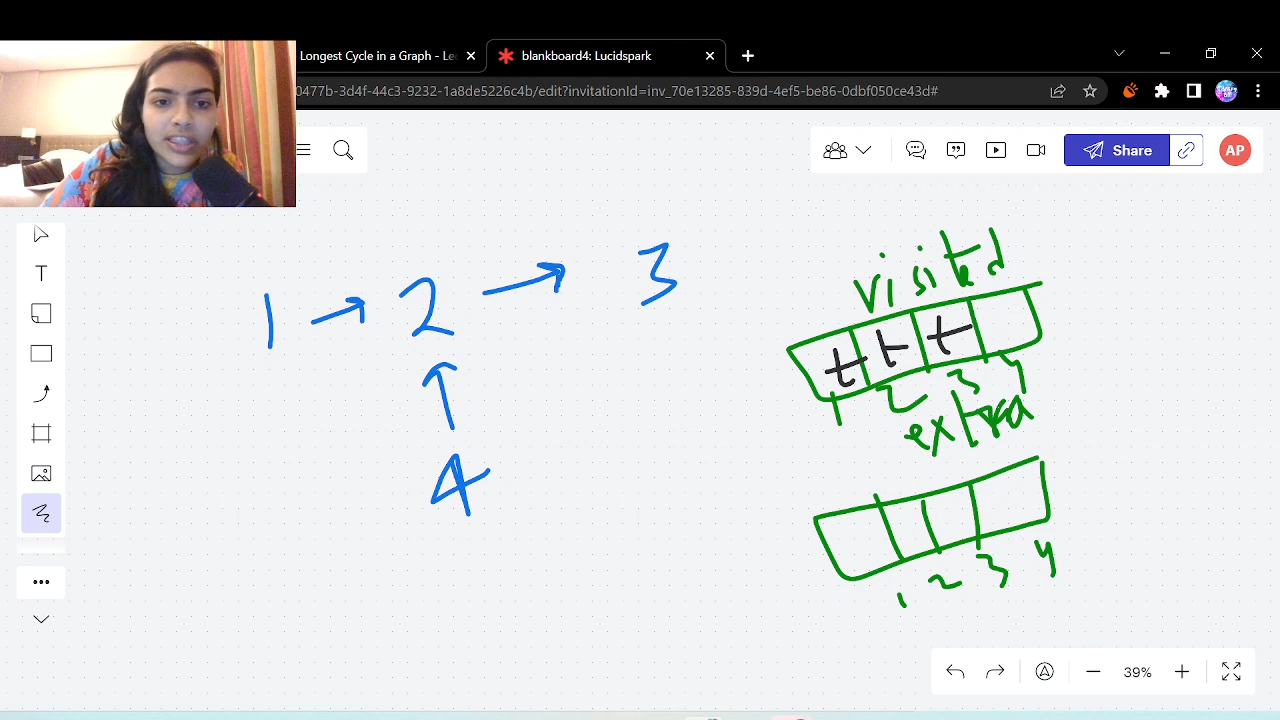 Longest Cycle in a Graph - Le
blankboard4: Lucidspark
0477b-3d4f-44c3-9232-1a8de5226c4b/edit?invitationId=inv_70e13285-839d-4ef5-be86-0dbf050ce43d#
Share
AP
T
visited
1 → 2 → 3
t t t
1 2 3 4
extra
4
1 2 3 4
39%